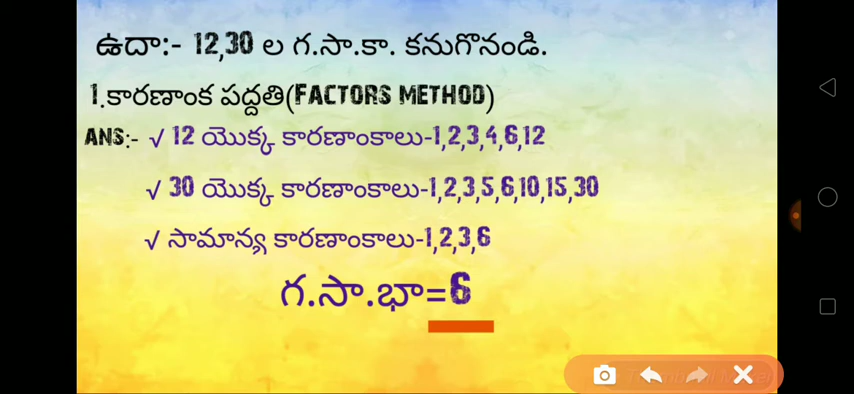 ఉదా:- 12,30 ల గ.సా.కా. కనుగొనండి.
1.కారణాంక పద్దతి(FACTORS METHOD)
ANS:- √ 12 యొక్క కారణాంకాలు-1,2,3,4,6,12
√ 30 యొక్క కారణాంకాలు-1,2,3,5,6,10,15,30
√ సామాన్య కారణాంకాలు-1,2,3,6
గ.సా.భా=6